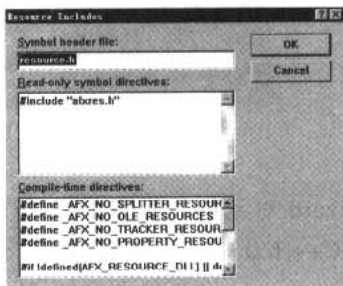 Resource Includes
Symbol header file:
resource.h
OK
Cancel
Read-only symbol directives:
#include "afxres.h"
Compile-time directives:
#define _AFX_NO_SPLITTER_RESOUR
#define _AFX_NO_OLE_RESOURCES
#define _AFX_NO_TRACKER_RESOUR
#define _AFX_NO_PROPERTY_RESOU
#if !defined(AFX_RESOURCE_DLL) || de